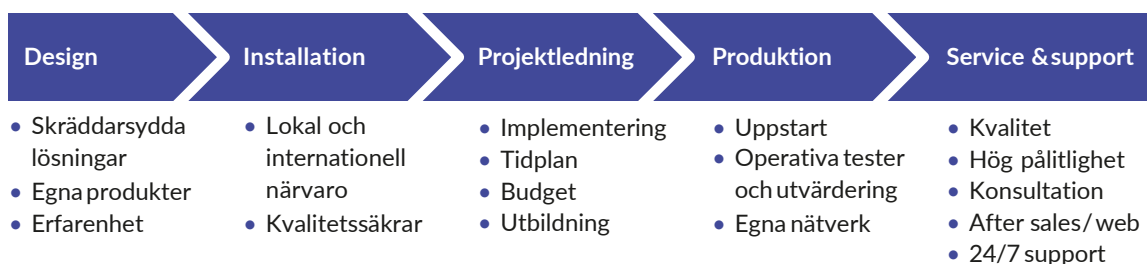 Design
Skräddarsydda
lösningar
Egna produkter
Erfarenhet
Installation
Lokal och
internationell
närvaro
Kvalitetssäkrar
Projektledning
Implementering
Tidplan
Budget
Utbildning
Produktion
Uppstart
Operativa tester
och utvärdering
Egna nätverk
Service & support
Kvalitet
Hög pålitlighet
Konsultation
After sales/ web
24/7 support